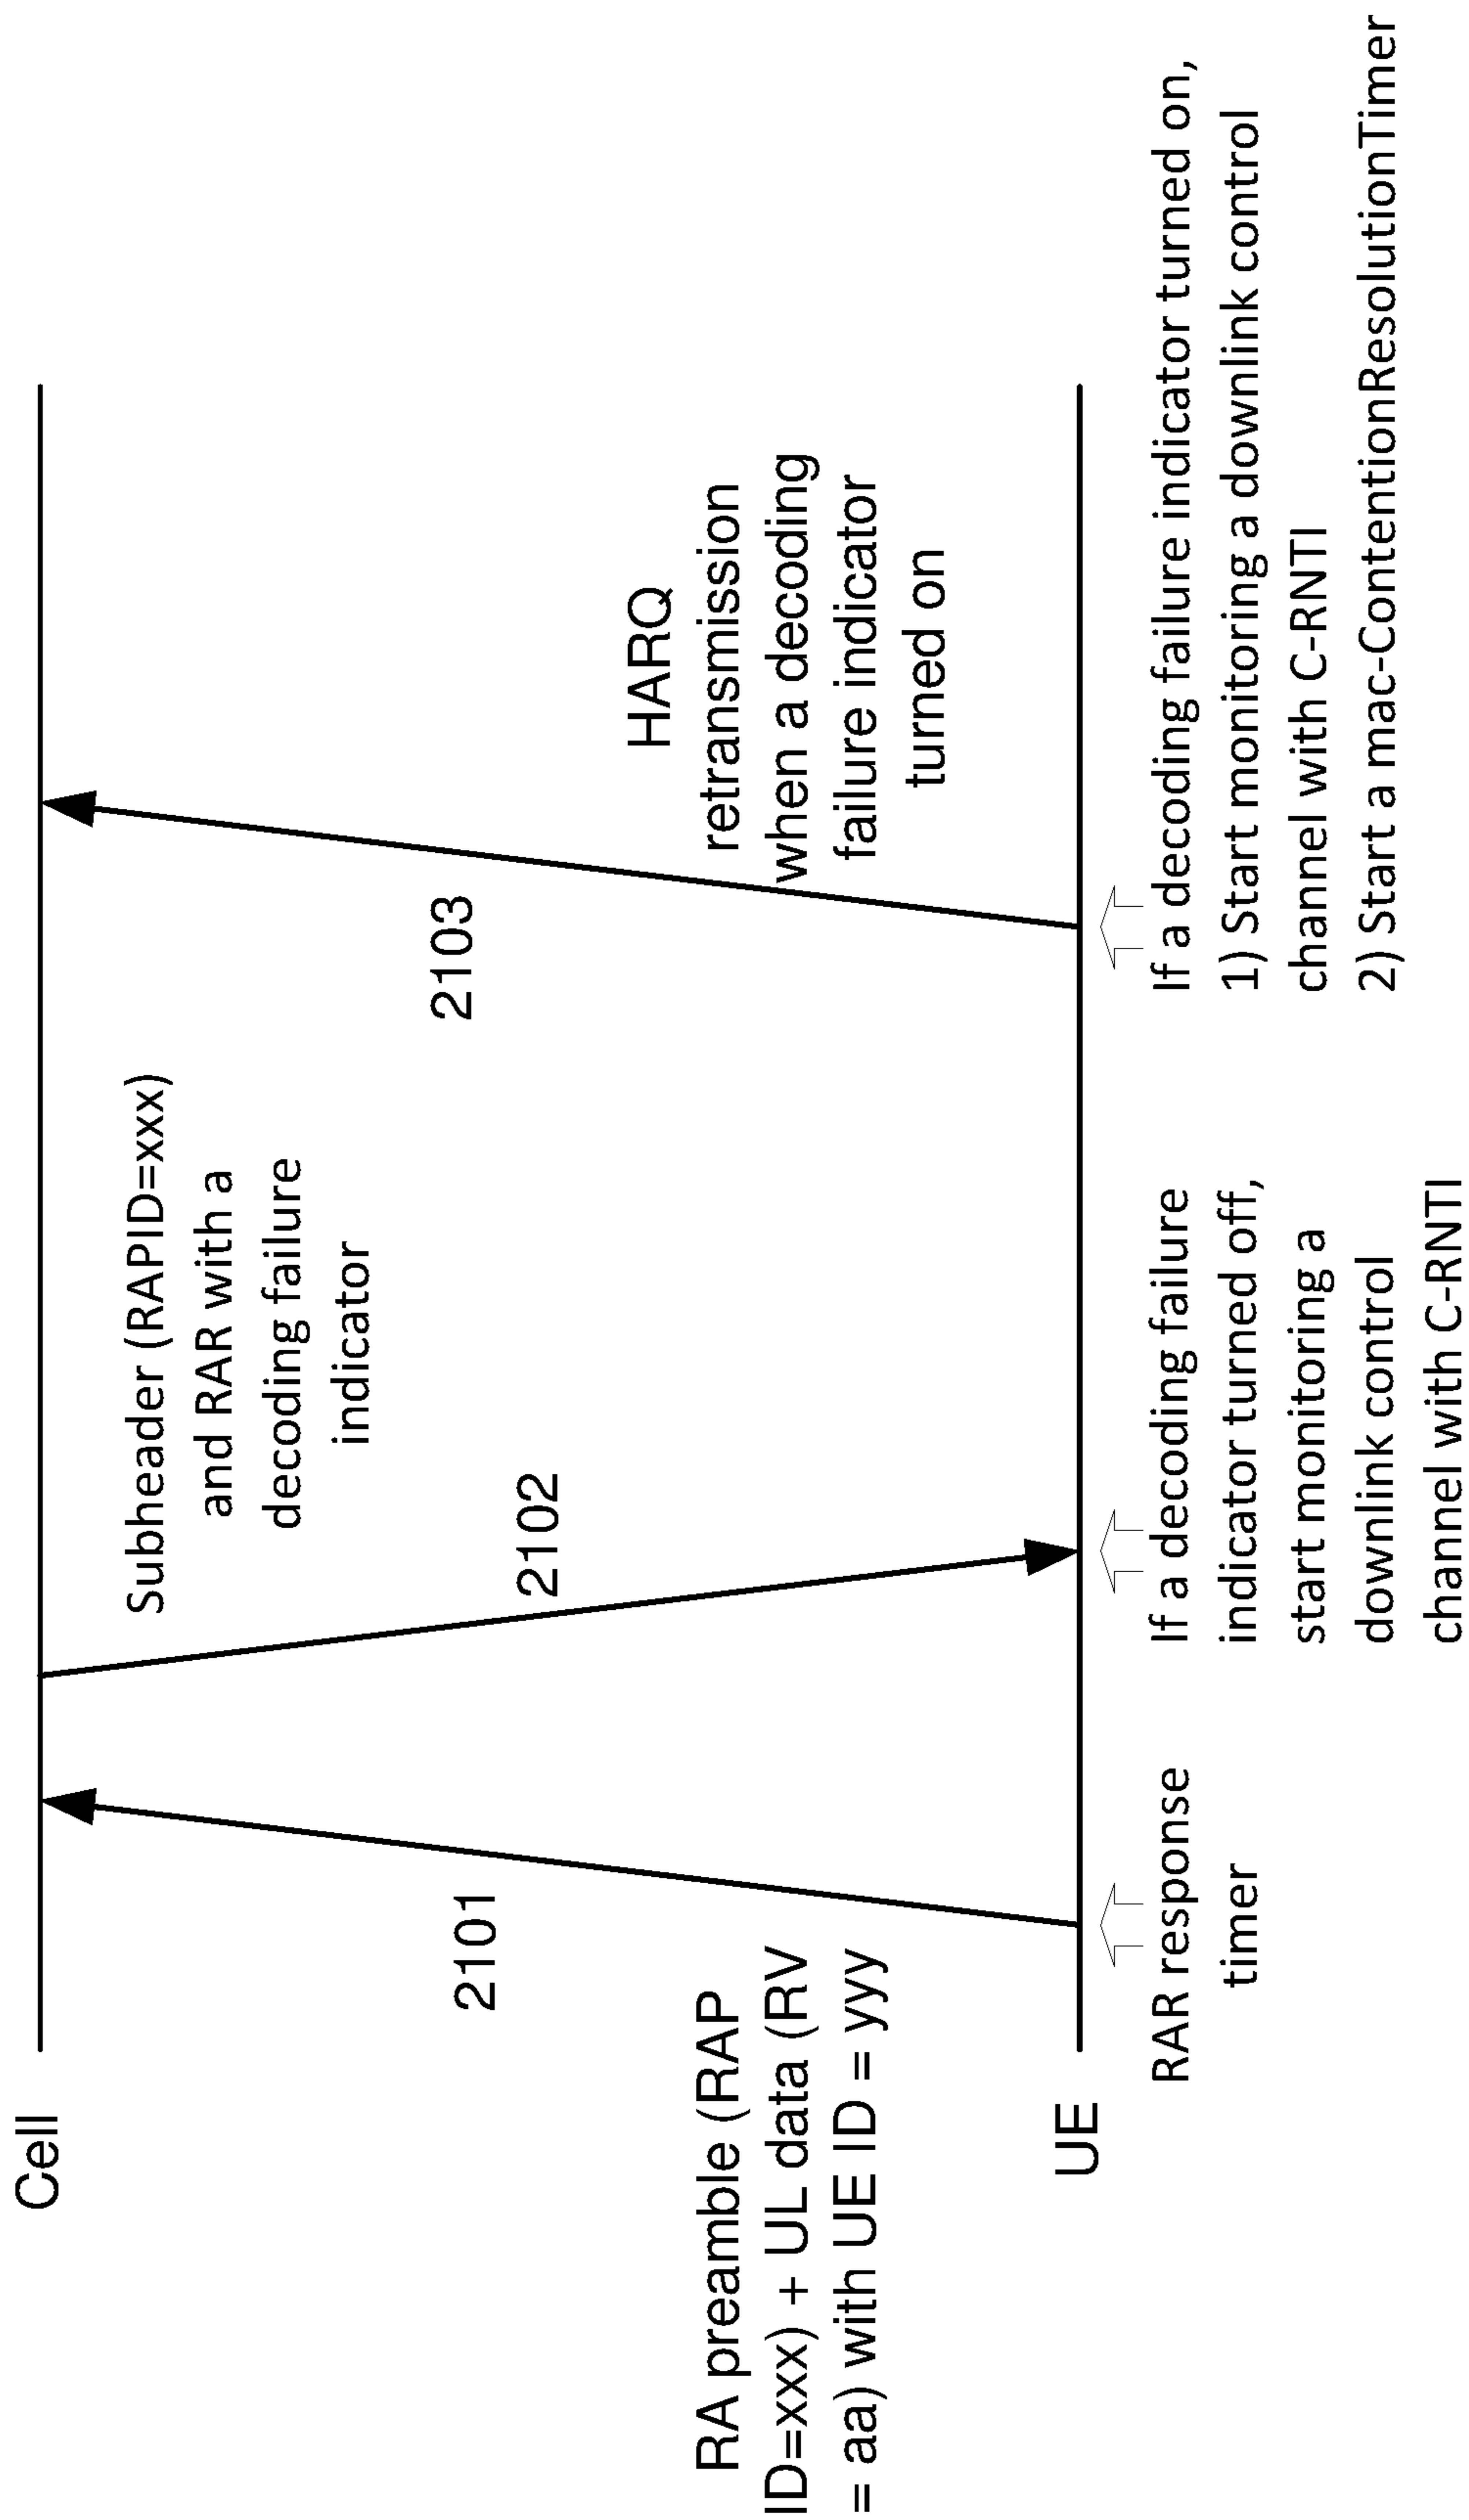 Cell
RA preamble (RAP
ID=xxx) + UL data (RV
= aa) with UE ID = yyy
2101
2102
Subheader (RAPID=xxx)
and RAR with a
decoding failure
indicator
2103
HARQ
retransmission
when a decoding
failure indicator
turned on
UE
RAR response
timer
If a decoding failure
indicator turned off,
start monitoring a
downlink control
channel with C-RNTI
If a decoding failure indicator turned on,
1) Start monitoring a downlink control
channel with C-RNTI
2) Start a mac-ContentionResolutionTimer